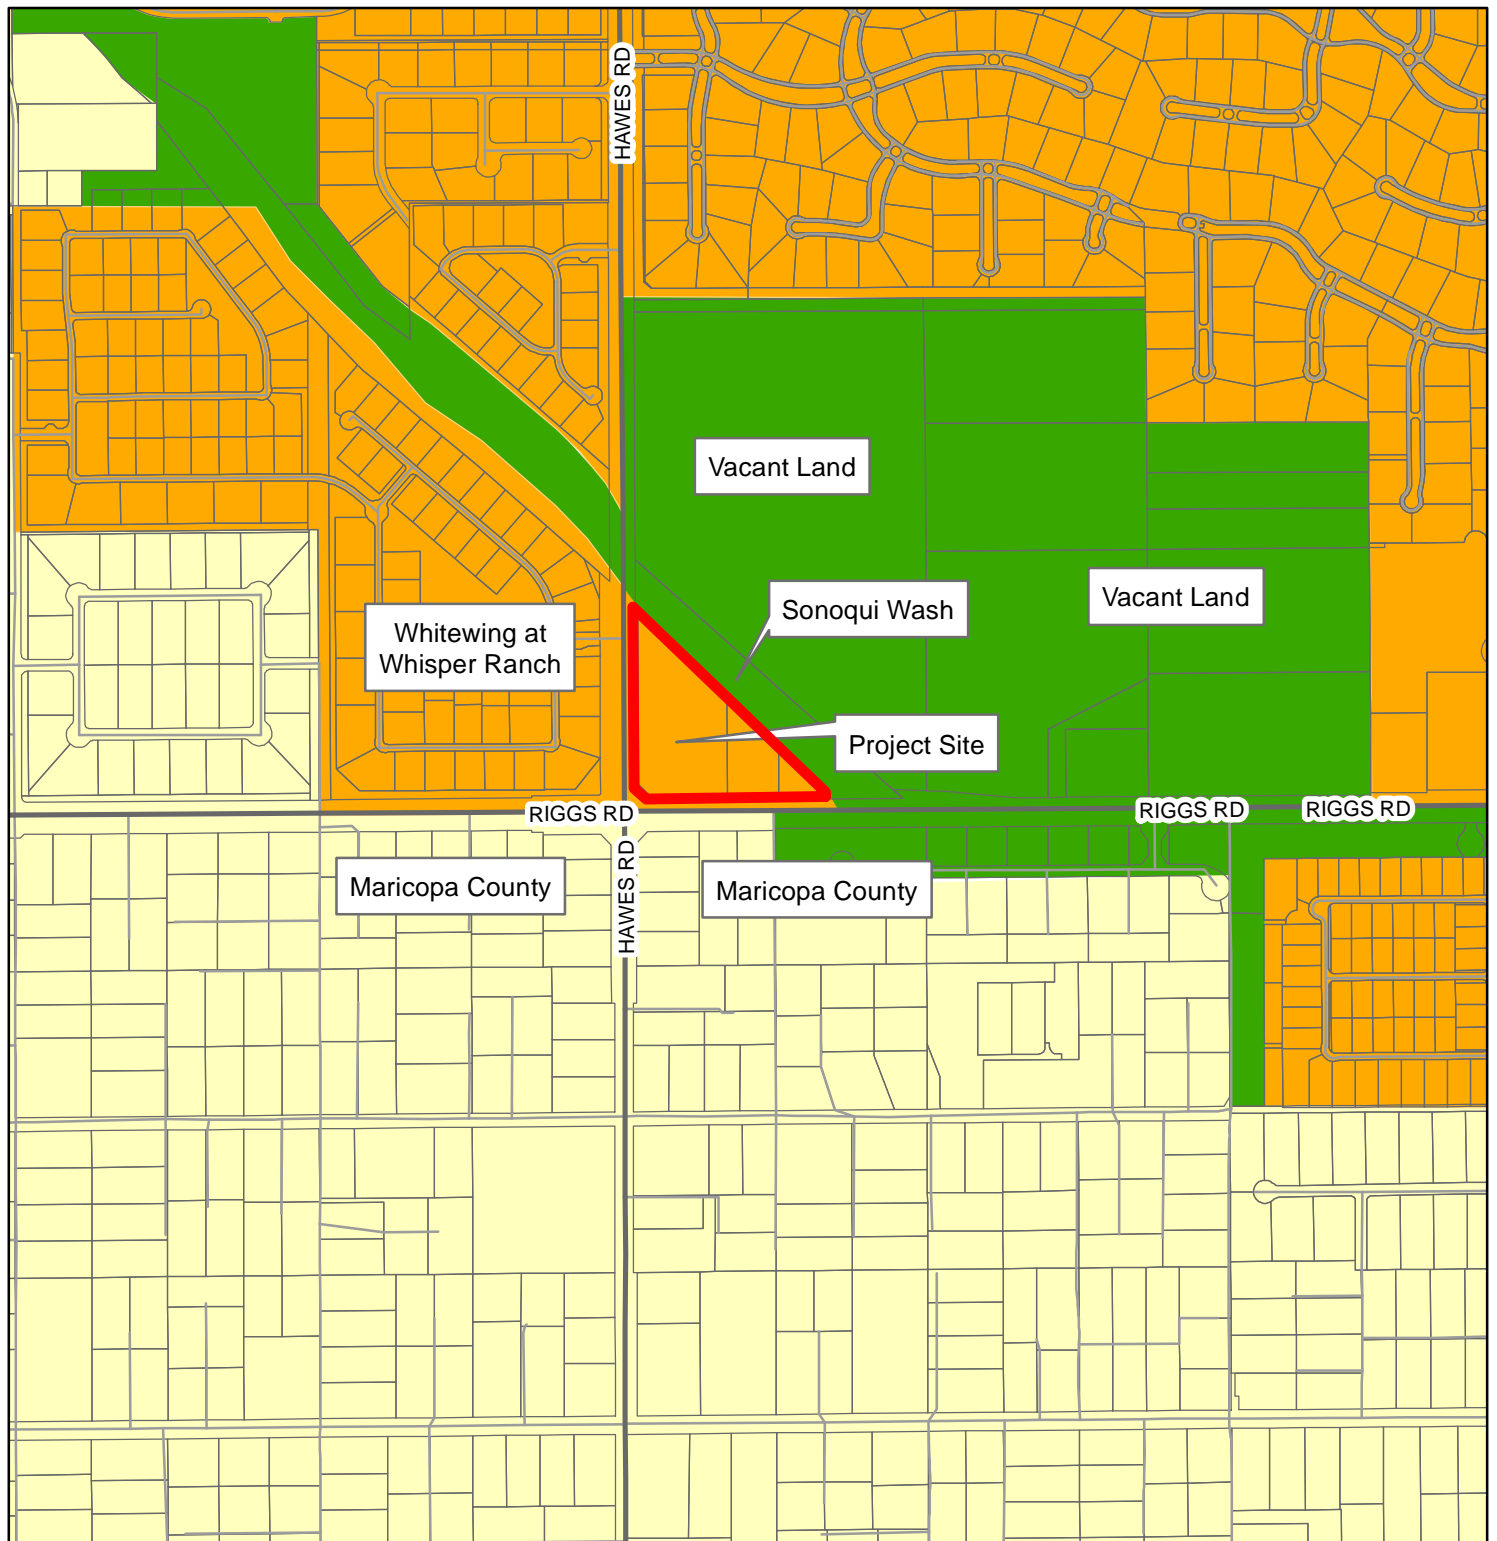 HAWES RD
Vacant Land
Vacant Land
Sonoqui Wash
Whitewing at
Whisper Ranch
Project Site
RIGGS RD
RIGGS RD
RIGGS RD
HAWES RD
Maricopa County
Maricopa County